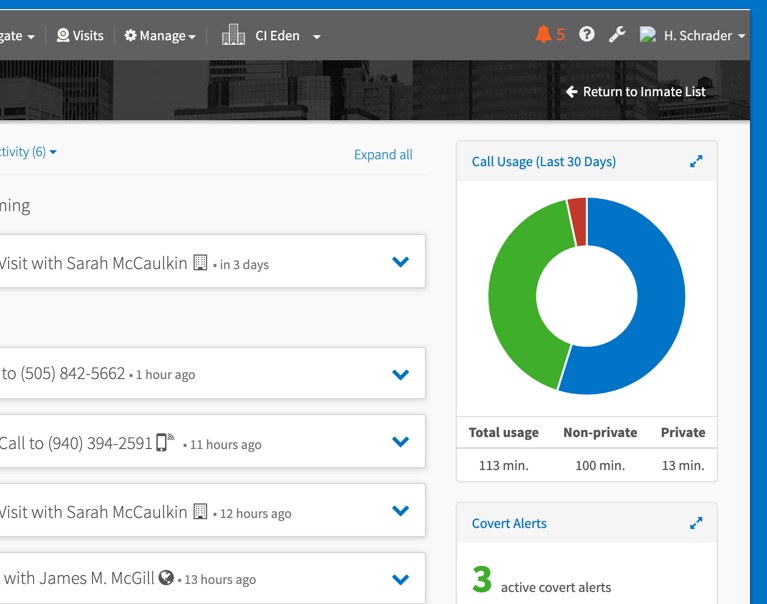 gate Visits Manage CI Eden 5 H. Schrader
Return to Inmate List
tivity (6) Expand all
ming
Visit with Sarah McCaulkin • in 3 days
to (505) 842-5662 • 1 hour ago
Call to (940) 394-2591 • 11 hours ago
Visit with Sarah McCaulkin • 12 hours ago
with James M. McGill • 13 hours ago
Call Usage (Last 30 Days)
Total usage Non-private Private
113 min. 100 min. 13 min.
Covert Alerts
3 active covert alerts